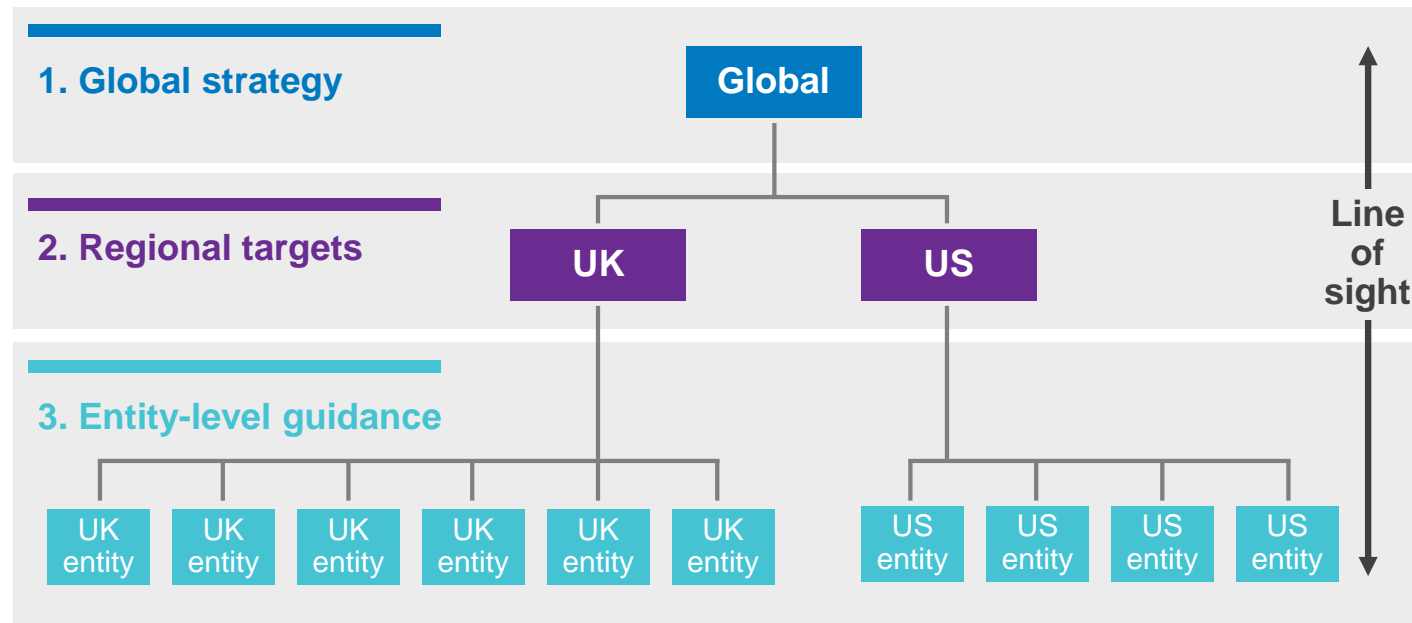 1. Global strategy
Global
2. Regional targets
UK
US
Line
of
sight
3. Entity-level guidance
UK
entity
UK
entity
UK
entity
UK
entity
UK
entity
UK
entity
US
entity
US
entity
US
entity
US
entity